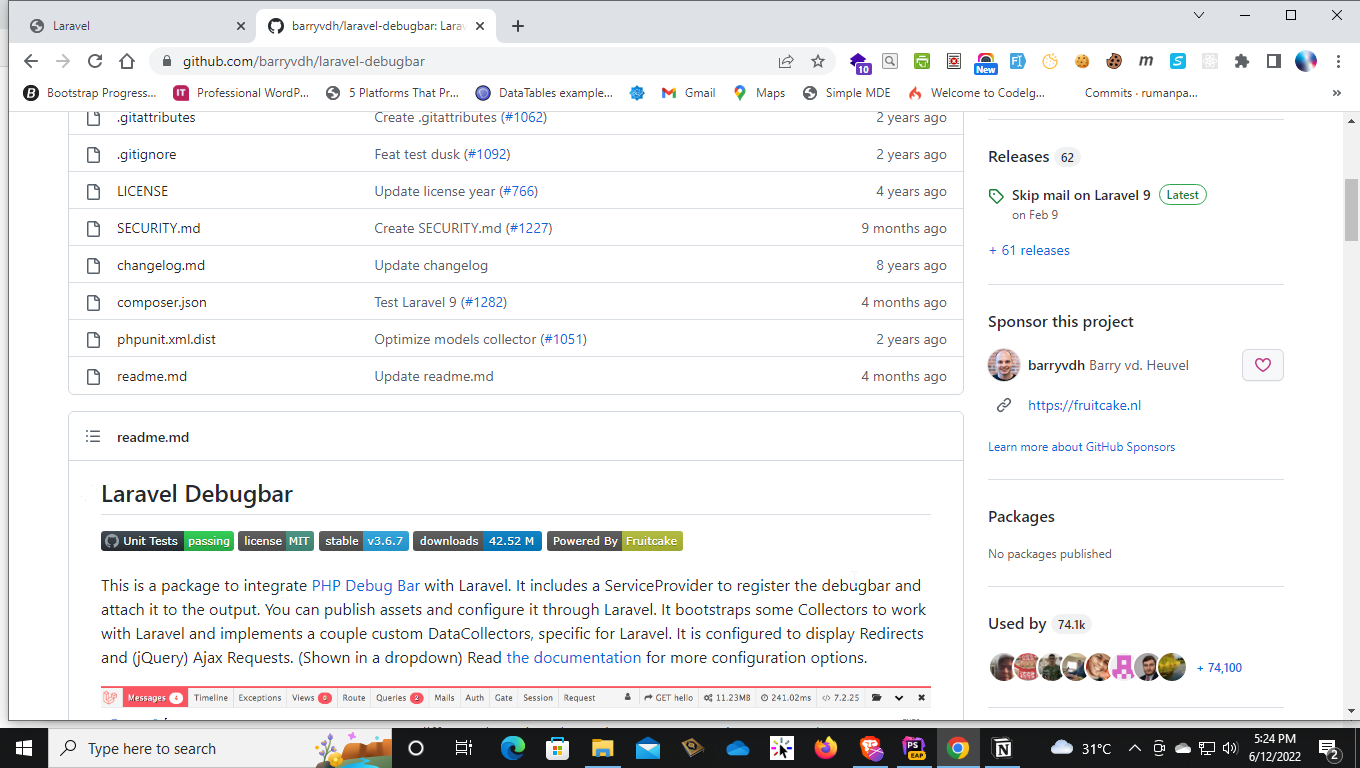 Laravel
barryvdh/laravel-debugbar: Larav
github.com/barryvdh/laravel-debugbar
10
New
m
S
B Bootstrap Progress...
IT Professional WordP...
5 Platforms That Pr...
DataTables example...
Gmail
Maps
Simple MDE
Welcome to CodeIg...
Commits · rumanpa...
»
.gitattributes Create .gitattributes (#1062) 2 years ago
.gitignore Feat test dusk (#1092) 2 years ago
LICENSE Update license year (#766) 4 years ago
SECURITY.md Create SECURITY.md (#1227) 9 months ago
changelog.md Update changelog 8 years ago
composer.json Test Laravel 9 (#1282) 4 months ago
phpunit.xml.dist Optimize models collector (#1051) 2 years ago
readme.md Update readme.md 4 months ago
readme.md
Laravel Debugbar
Unit Tests passing license MIT stable v3.6.7 downloads 42.52 M Powered By Fruitcake
This is a package to integrate PHP Debug Bar with Laravel. It includes a ServiceProvider to register the debugbar and
attach it to the output. You can publish assets and configure it through Laravel. It bootstraps some Collectors to work
with Laravel and implements a couple custom DataCollectors, specific for Laravel. It is configured to display Redirects
and (jQuery) Ajax Requests. (Shown in a dropdown) Read the documentation for more configuration options.
Messages 4 Timeline Exceptions Views 0 Route Queries 2 Mails Auth Gate Session Request GET hello 11.23MB 241.02ms 7.2.25
Releases 62
Skip mail on Laravel 9 Latest
on Feb 9
+ 61 releases
Sponsor this project
barryvdh Barry vd. Heuvel
https://fruitcake.nl
Learn more about GitHub Sponsors
Packages
No packages published
Used by 74.1k
+ 74,100
Type here to search
PS
EAP
31°C
5:24 PM
6/12/2022
2